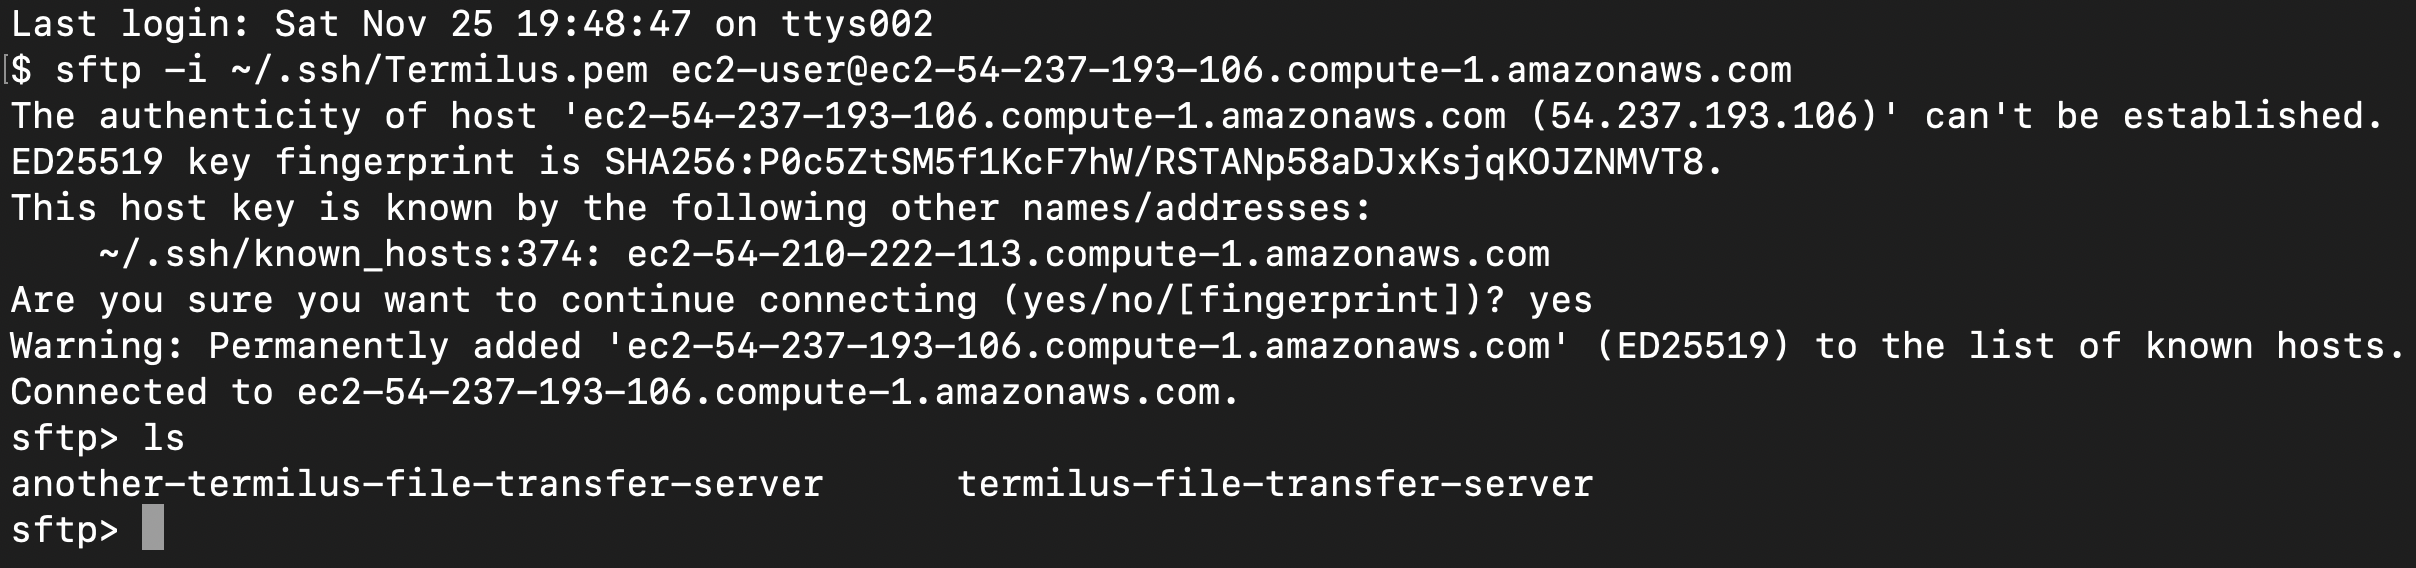 Last login: Sat Nov 25 19:48:47 on ttys002
[$ sftp -i ~/.ssh/Termilus.pem ec2-user@ec2-54-237-193-106.compute-1.amazonaws.com
The authenticity of host 'ec2-54-237-193-106.compute-1.amazonaws.com (54.237.193.106)' can't be established.
ED25519 key fingerprint is SHA256:P0c5ZtSM5f1KcF7hW/RSTANp58aDJxKsjqKOJZNMVT8.
This host key is known by the following other names/addresses:
    ~/.ssh/known_hosts:374: ec2-54-210-222-113.compute-1.amazonaws.com
Are you sure you want to continue connecting (yes/no/[fingerprint])? yes
Warning: Permanently added 'ec2-54-237-193-106.compute-1.amazonaws.com' (ED25519) to the list of known hosts.
Connected to ec2-54-237-193-106.compute-1.amazonaws.com.
sftp> ls
another-termilus-file-transfer-server      termilus-file-transfer-server
sftp>